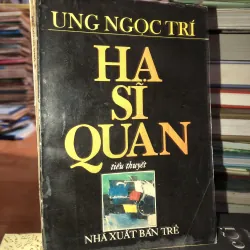 UNG NGỌC TRÍ
HẠ
SĨ
QUAN
tiểu thuyết
NHÀ XUẤT BẢN TRẺ